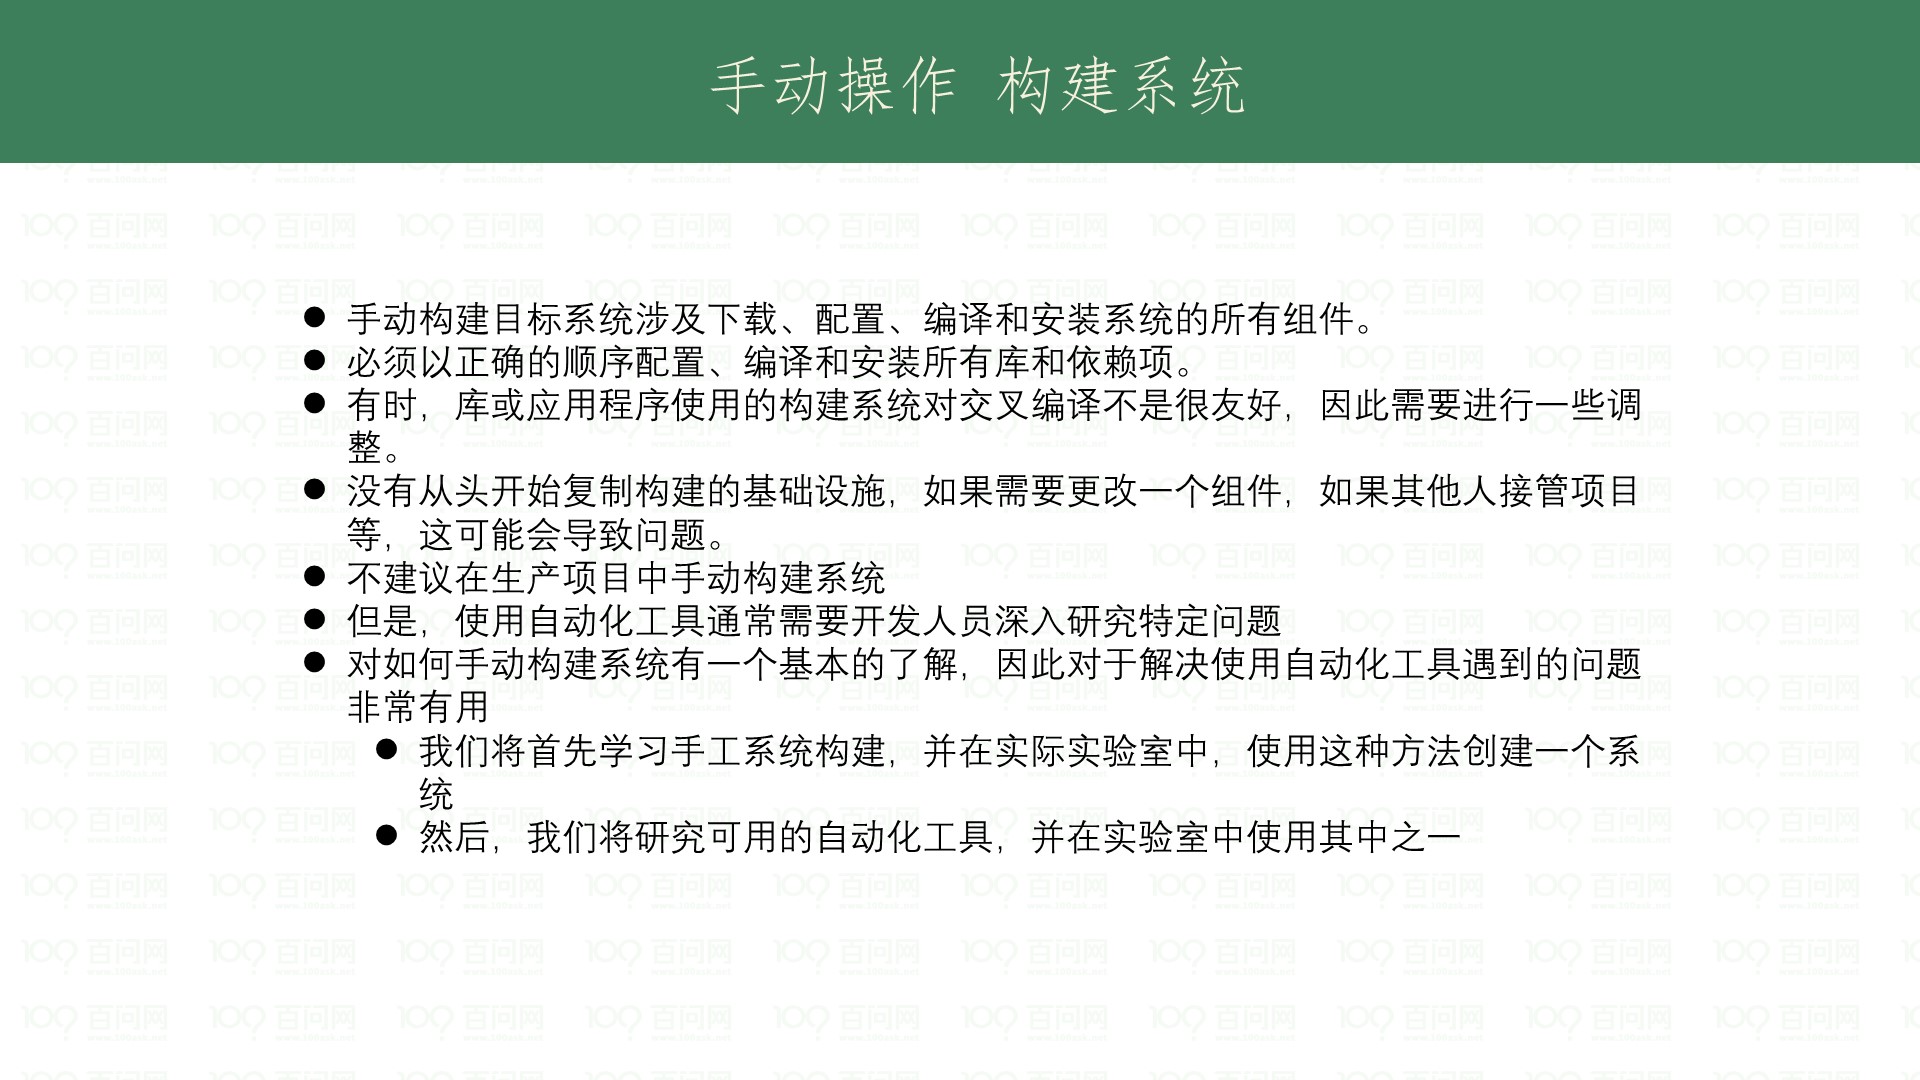 手动操作 构建系统
● 手动构建目标系统涉及下载、配置、编译和安装系统的所有组件。
● 必须以正确的顺序配置、编译和安装所有库和依赖项。
● 有时，库或应用程序使用的构建系统对交叉编译不是很友好，因此需要进行一些调
整。
● 没有从头开始复制构建的基础设施，如果需要更改一个组件，如果其他人接管项目
等，这可能会导致问题。
● 不建议在生产项目中手动构建系统
● 但是，使用自动化工具通常需要开发人员深入研究特定问题
● 对如何手动构建系统有一个基本的了解，因此对于解决使用自动化工具遇到的问题
非常有用
● 我们将首先学习手工系统构建，并在实际实验室中，使用这种方法创建一个系
统
● 然后，我们将研究可用的自动化工具，并在实验室中使用其中之一